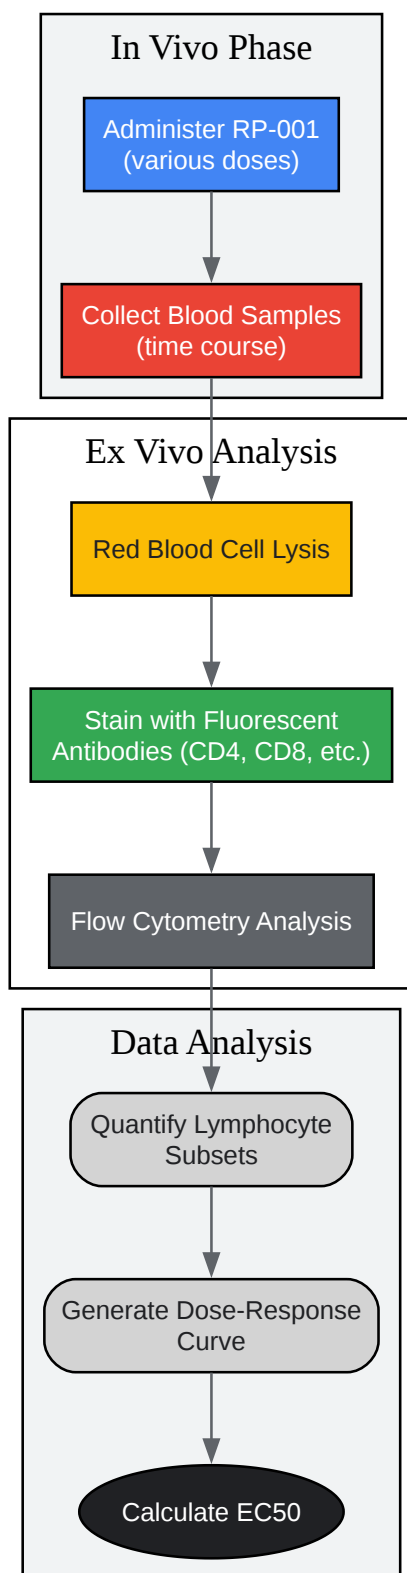 In Vivo Phase
Administer RP-001
(various doses)
Collect Blood Samples
(time course)
Ex Vivo Analysis
Red Blood Cell Lysis
Stain with Fluorescent
Antibodies (CD4, CD8, etc.)
Flow Cytometry Analysis
Data Analysis
Quantify Lymphocyte
Subsets
Generate Dose-Response
Curve
Calculate EC50